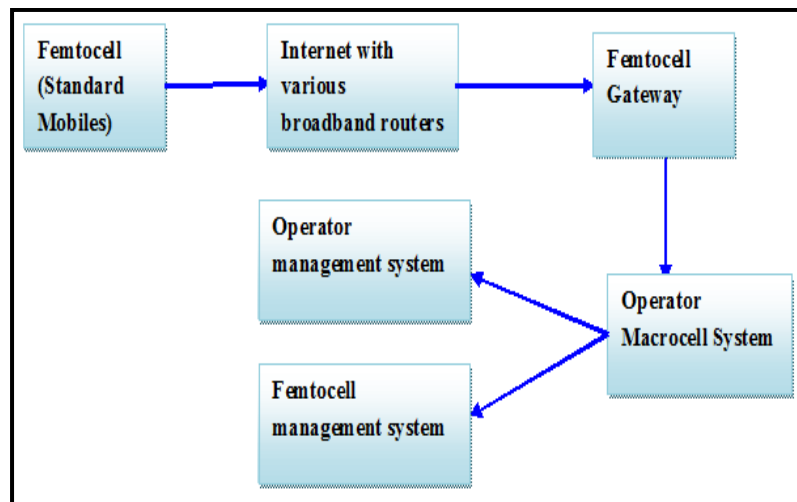 Femtocell
(Standard
Mobiles)
Internet with
various
broadband routers
Femtocell
Gateway
Operator
management system
Operator
Macrocell System
Femtocell
management system